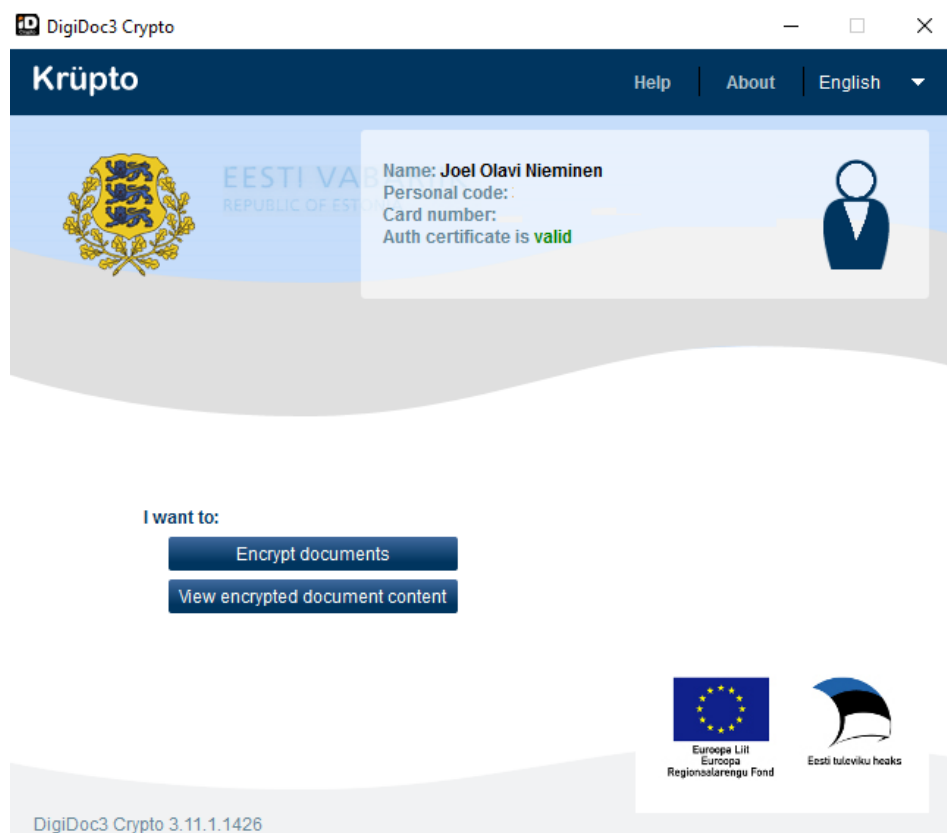 DigiDoc3 Crypto
Krüpto
Help
About
English
EESTI VAB
REPUBLIC OF EST
Name: Joel Olavi Nieminen
Personal code:
Card number:
Auth certificate is valid
I want to:
Encrypt documents
View encrypted document content
Euroopa Liit
Euroopa
Regionaalarengu Fond
Eesti tuleviku heaks
DigiDoc3 Crypto 3.11.1.1426